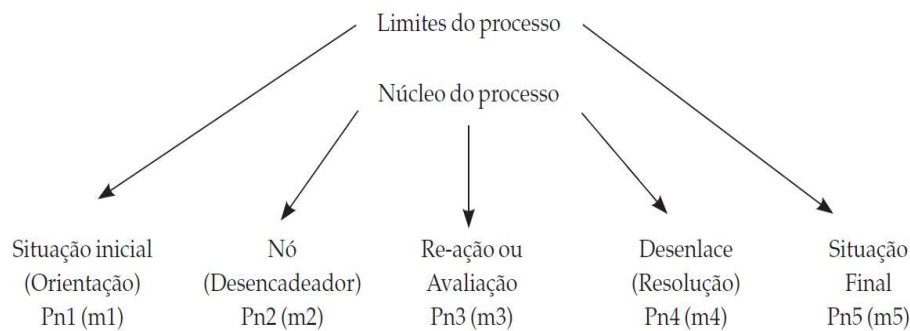 Limites do processo
Núcleo do processo
Situação inicial
(Orientação)
Pn1 (m1)
Nó
(Desencadeador)
Pn2 (m2)
Re-ação ou
Avaliação
Pn3 (m3)
Desenlace
(Resolução)
Pn4 (m4)
Situação
Final
Pn5 (m5)